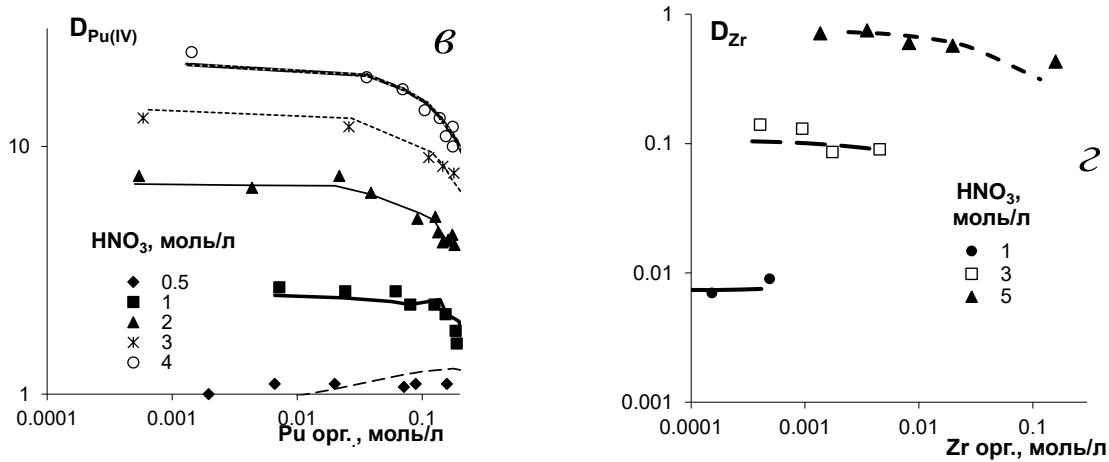 D_Pu(IV)
в
10
1
HNO₃, моль/л
0.5
1
2
3
4
0.0001
0.001
0.01
0.1
Pu орг., моль/л
1
D_Zr
0.1
0.01
0.001
г
HNO₃,
моль/л
1
3
5
0.0001
0.001
0.01
0.1
Zr орг., моль/л